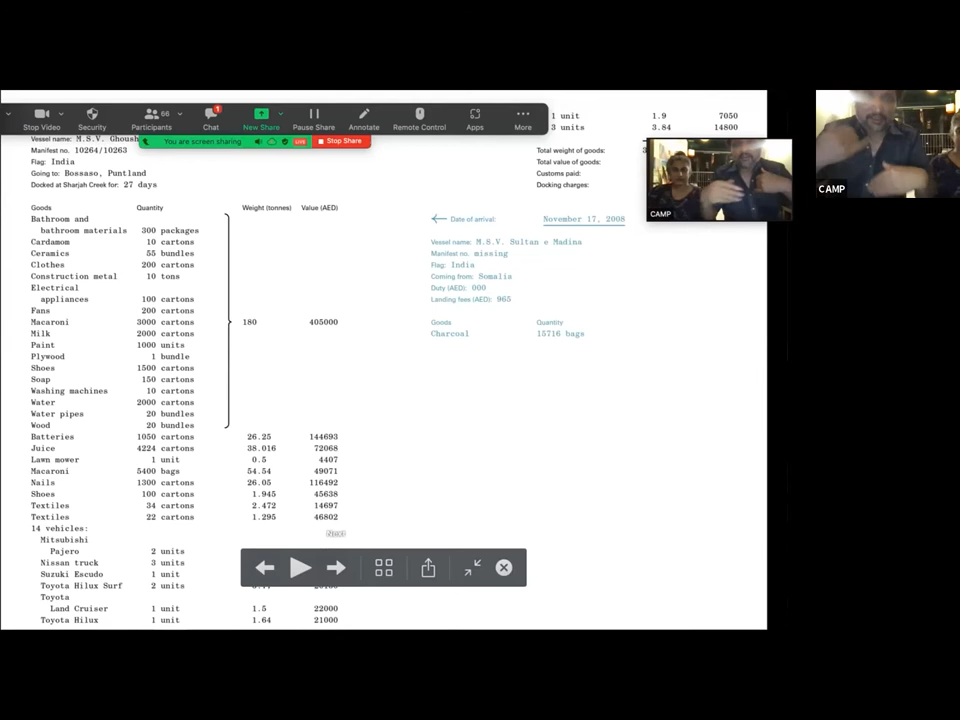 Stop Video Security Participants 66 Chat 1 New Share Pause Share Annotate Remote Control Apps More
You are screen sharing LIVE Stop Share
Vessel name: M.S.V. Ghoush
Manifest no. 10264/10263
Flag: India
Going to: Bossaso, Puntland
Docked at Sharjah Creek for: 27 days
Goods Quantity Weight (tonnes) Value (AED)
Bathroom and
bathroom materials 300 packages
Cardamom 10 cartons
Ceramics 55 bundles
Clothes 200 cartons
Construction metal 10 tons
Electrical
appliances 100 cartons
Fans 200 cartons
Macaroni 3000 cartons 180 405000
Milk 2000 cartons
Paint 1000 units
Plywood 1 bundle
Shoes 1500 cartons
Soap 150 cartons
Washing machines 10 cartons
Water 2000 cartons
Water pipes 20 bundles
Wood 20 bundles
Batteries 1050 cartons 26.25 144693
Juice 4224 cartons 38.016 72068
Lawn mower 1 unit 0.5 4407
Macaroni 5400 bags 54.54 49071
Nails 1300 cartons 26.05 116492
Shoes 100 cartons 1.945 45638
Textiles 34 cartons 2.472 14697
Textiles 22 cartons 1.295 46802
14 vehicles:
Mitsubishi
Pajero 2 units
Nissan truck 3 units
Suzuki Escudo 1 unit
Toyota Hilux Surf 2 units
Toyota
Land Cruiser 1 unit 1.5 22000
Toyota Hilux 1 unit 1.64 21000
Next
1 unit 1.9 7050
3 units 3.84 14800
Total weight of goods:
Total value of goods:
Customs paid:
Docking charges:
Date of arrival: November 17, 2008
Vessel name: M.S.V. Sultan e Madina
Manifest no. missing
Flag: India
Coming from: Somalia
Duty (AED): 000
Landing fees (AED): 965
Goods Quantity
Charcoal 15716 bags
CAMP
CAMP